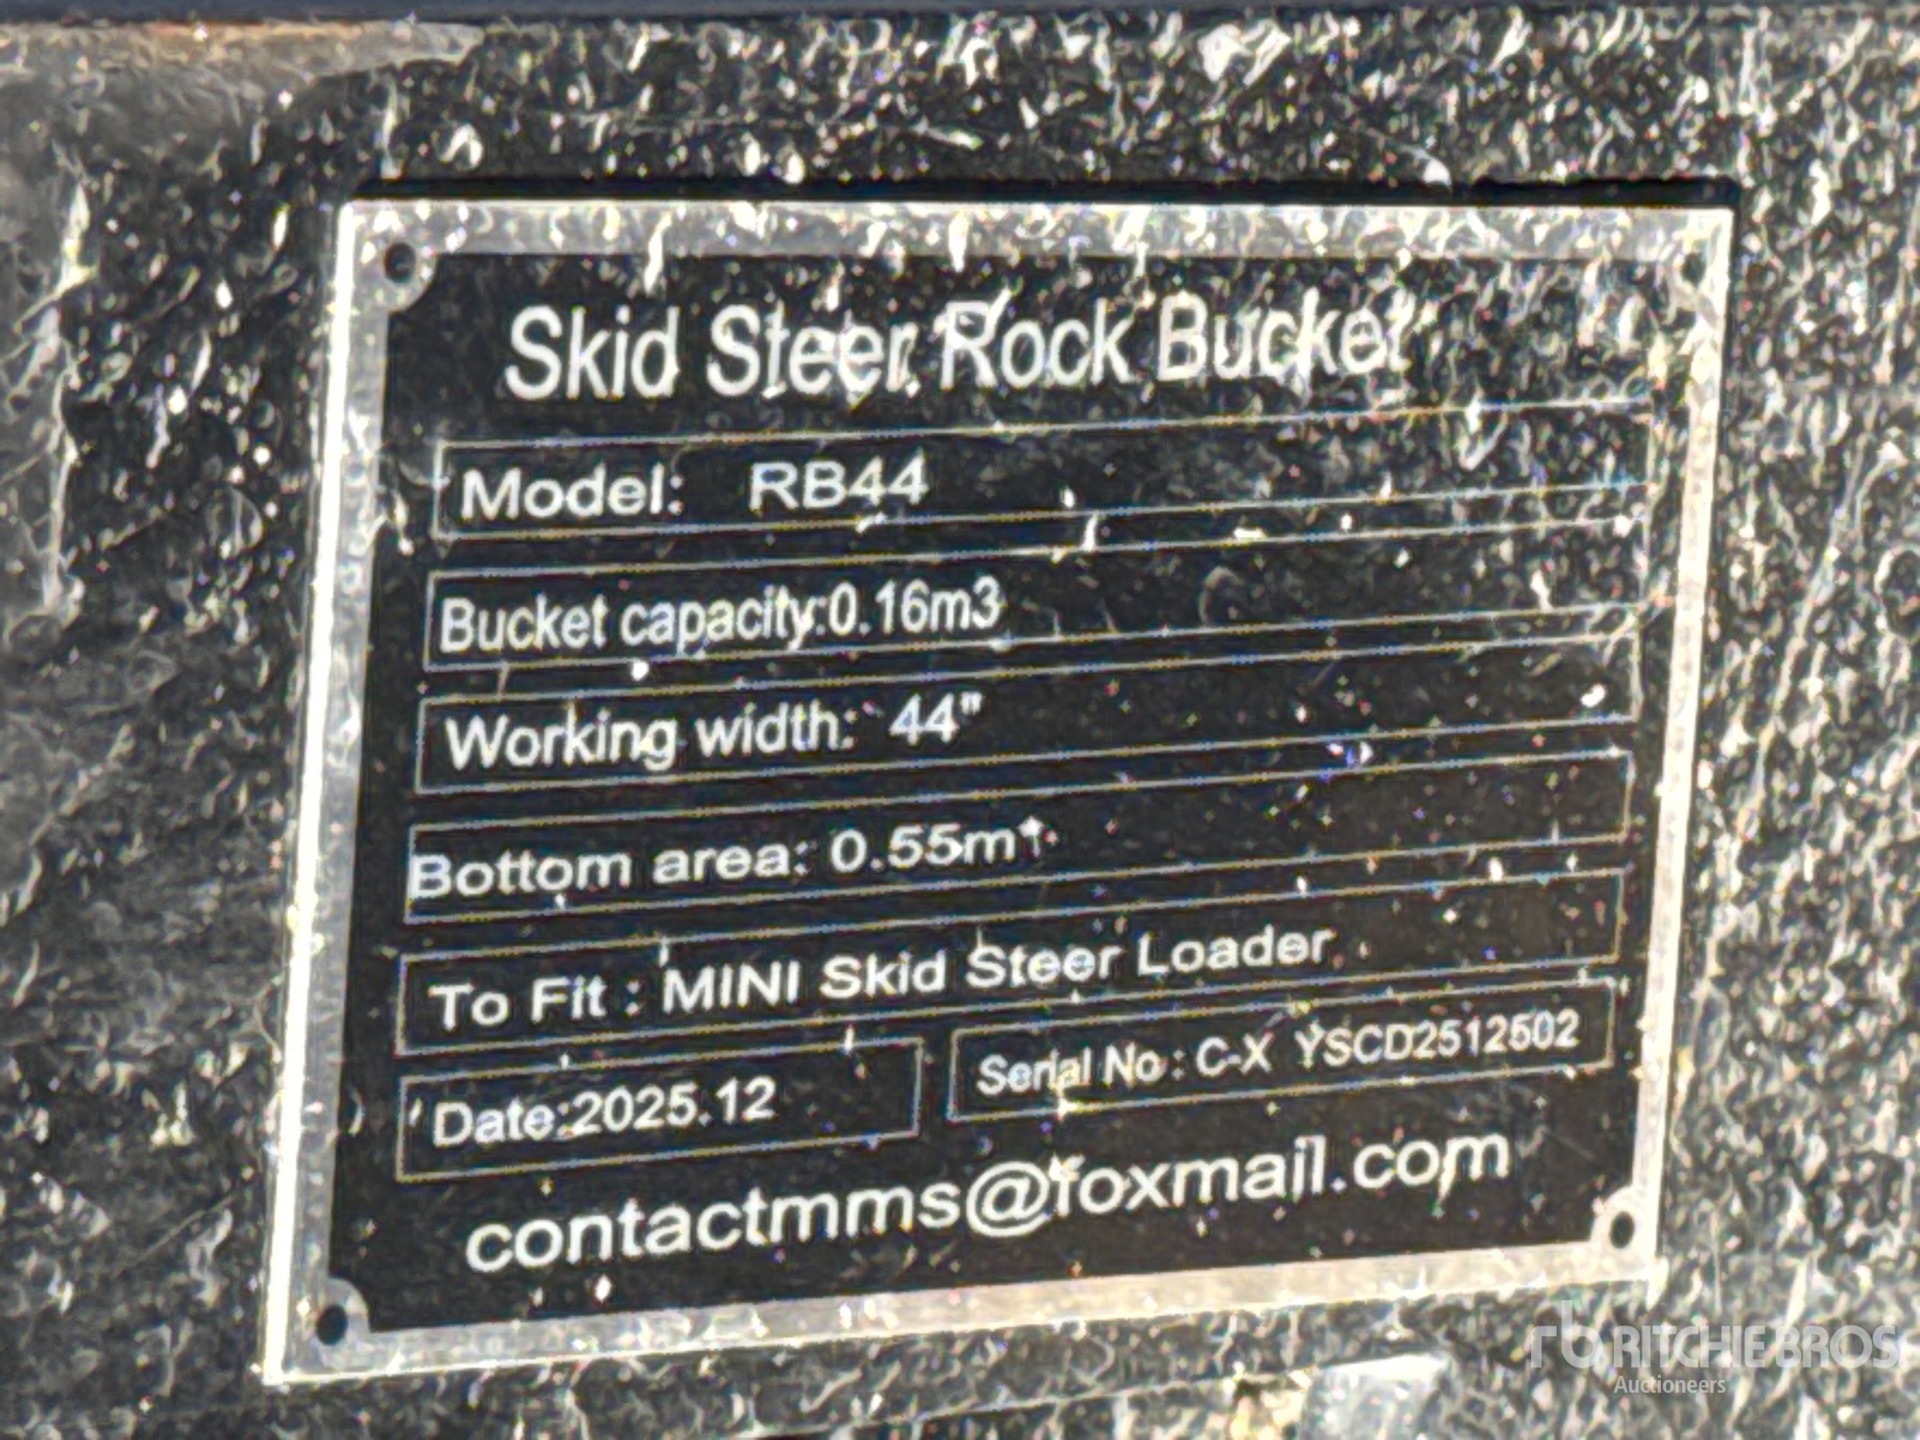 Skid Steer Rock Bucket
Model: RB44
Bucket capacity:0.16m3
Working width: 44"
Bottom area: 0.55m
To Fit : MINI Skid Steer Loader
Date:2025.12
Serial No : C-X YSCD2512502
contactmms@foxmail.com
rb RITCHIE BROS
Auctioneers